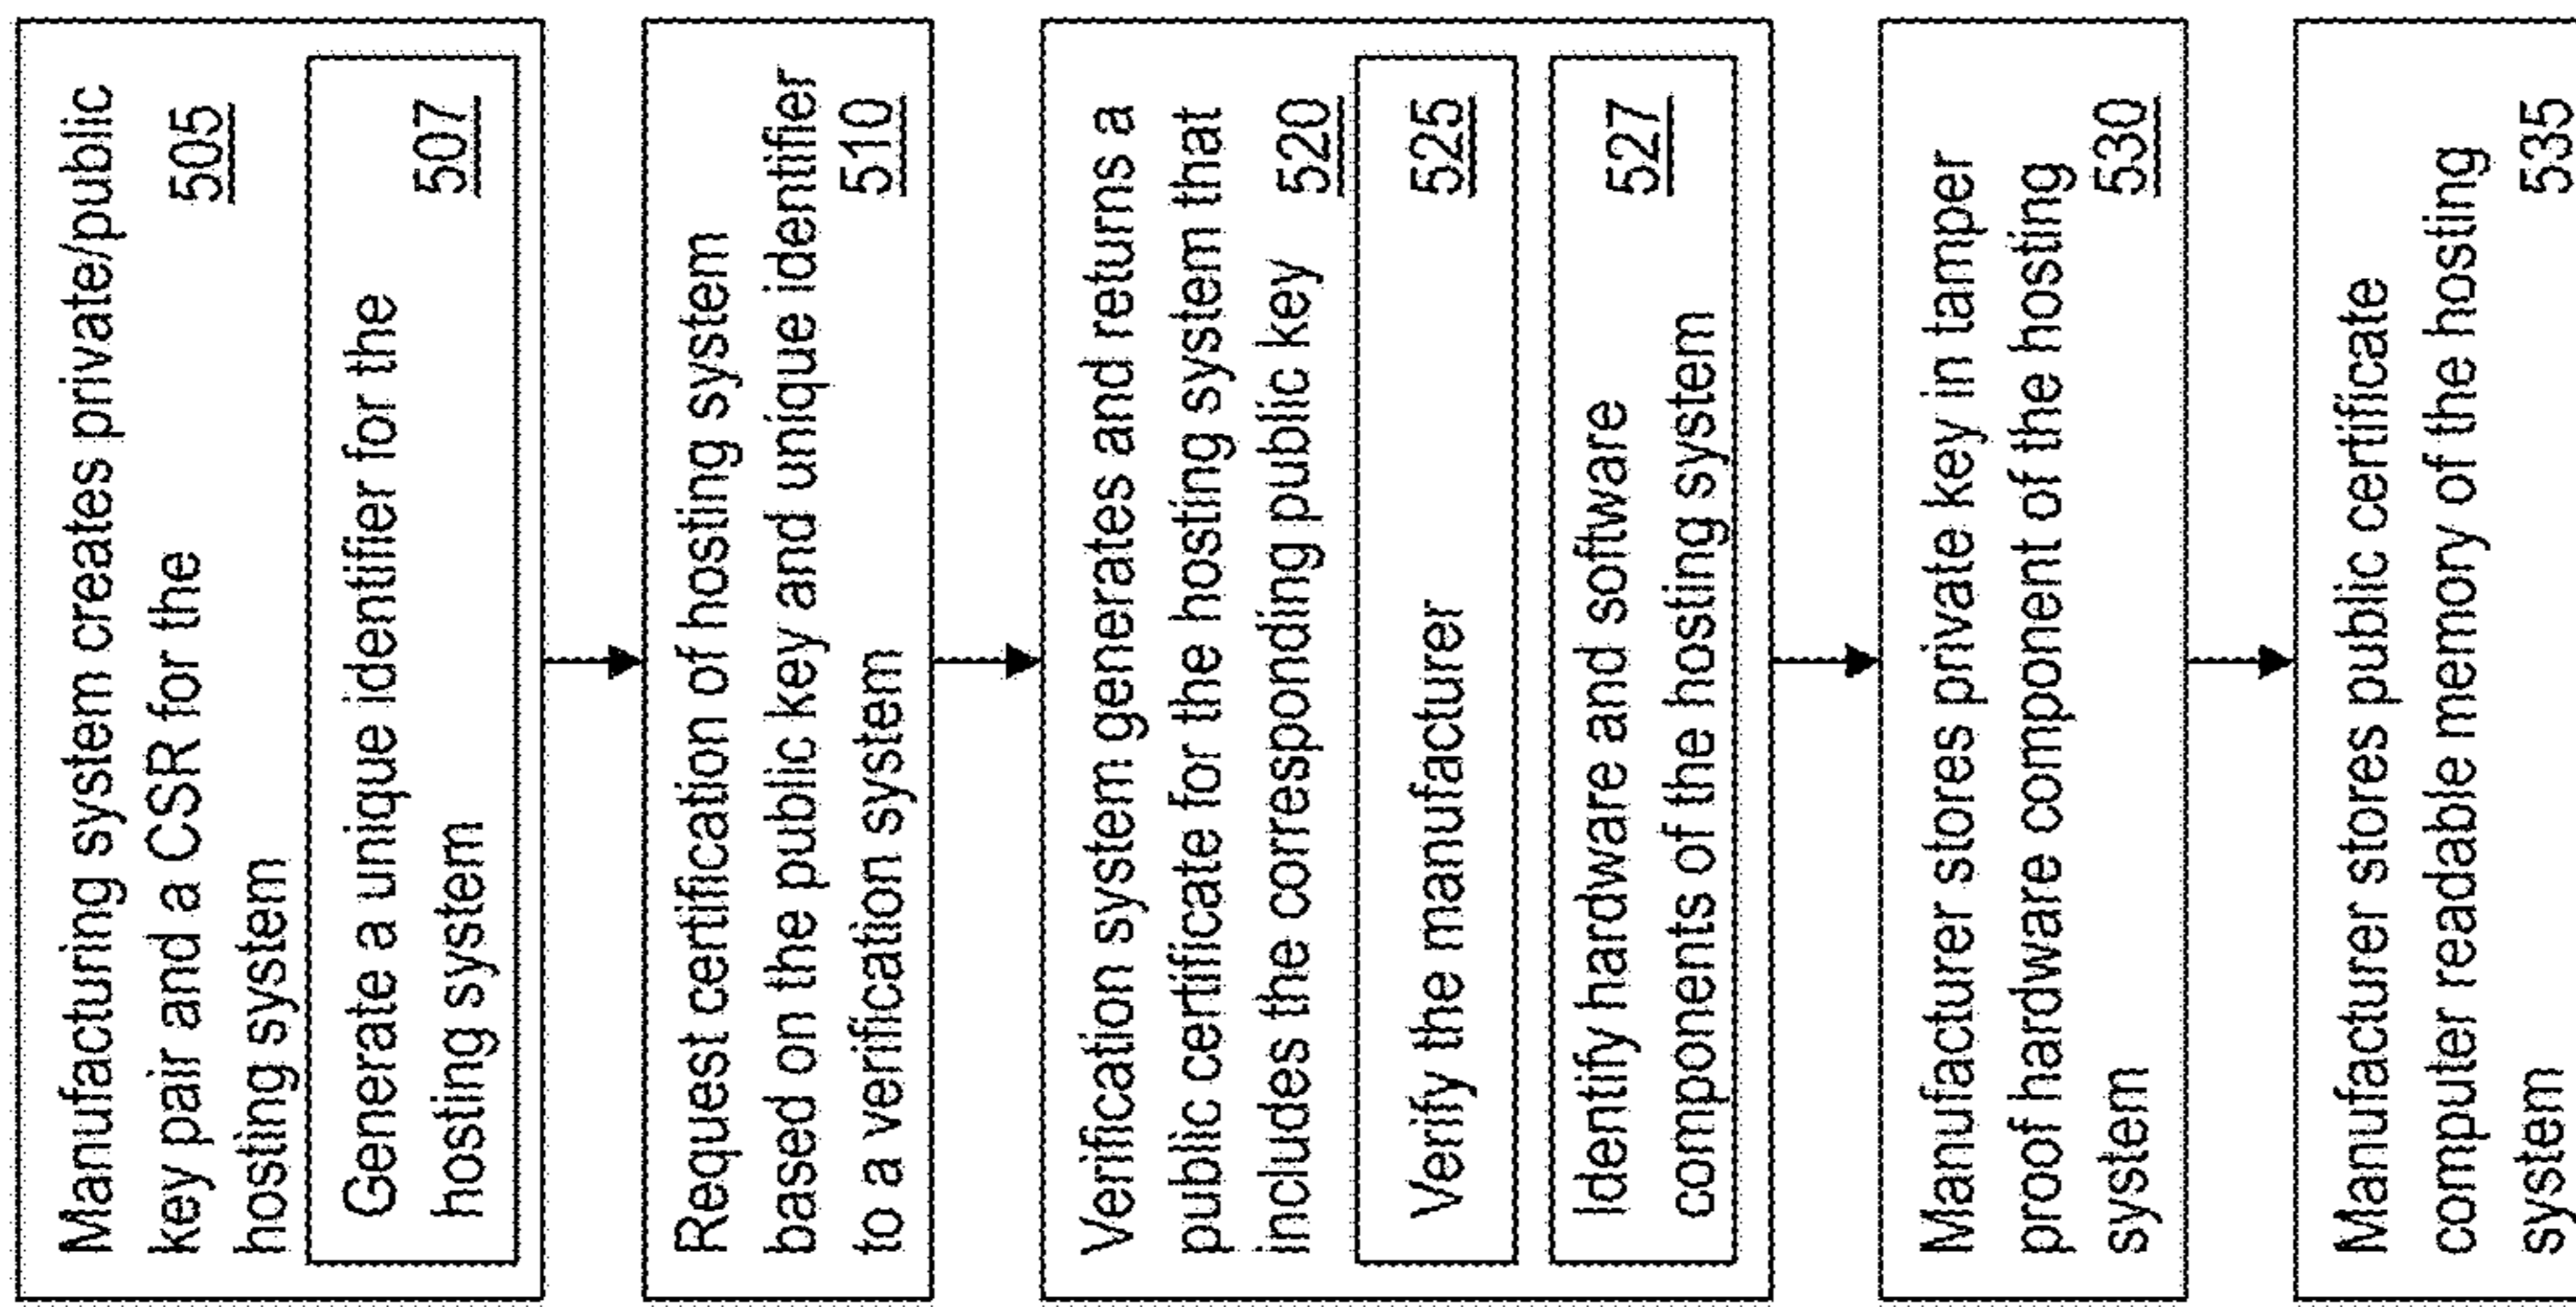 Manufacturing system creates private/public
key pair and a CSR for the
hosting system 505
Generate a unique identifier for the
hosting system 507
Request certification of hosting system
based on the public key and unique identifier
to a verification system 510
Verification system generates and returns a
public certificate for the hosting system that
includes the corresponding public key 520
Verify the manufacturer 525
Identify hardware and software
components of the hosting system 527
Manufacturer stores private key in tamper
proof hardware component of the hosting
system 530
Manufacturer stores public certificate
computer readable memory of the hosting
system 535